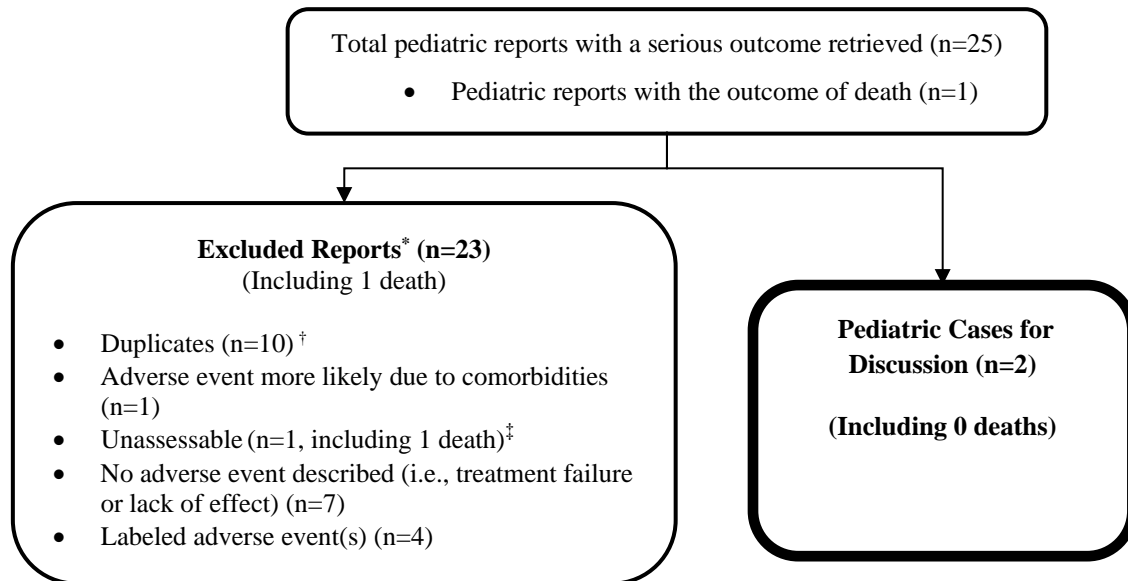 Total pediatric reports with a serious outcome retrieved (n=25)
• Pediatric reports with the outcome of death (n=1)
Excluded Reports* (n=23)
(Including 1 death)
• Duplicates (n=10) †
• Adverse event more likely due to comorbidities
(n=1)
• Unassessable (n=1, including 1 death)‡
• No adverse event described (i.e., treatment failure
or lack of effect) (n=7)
• Labeled adverse event(s) (n=4)
Pediatric Cases for
Discussion (n=2)
(Including 0 deaths)